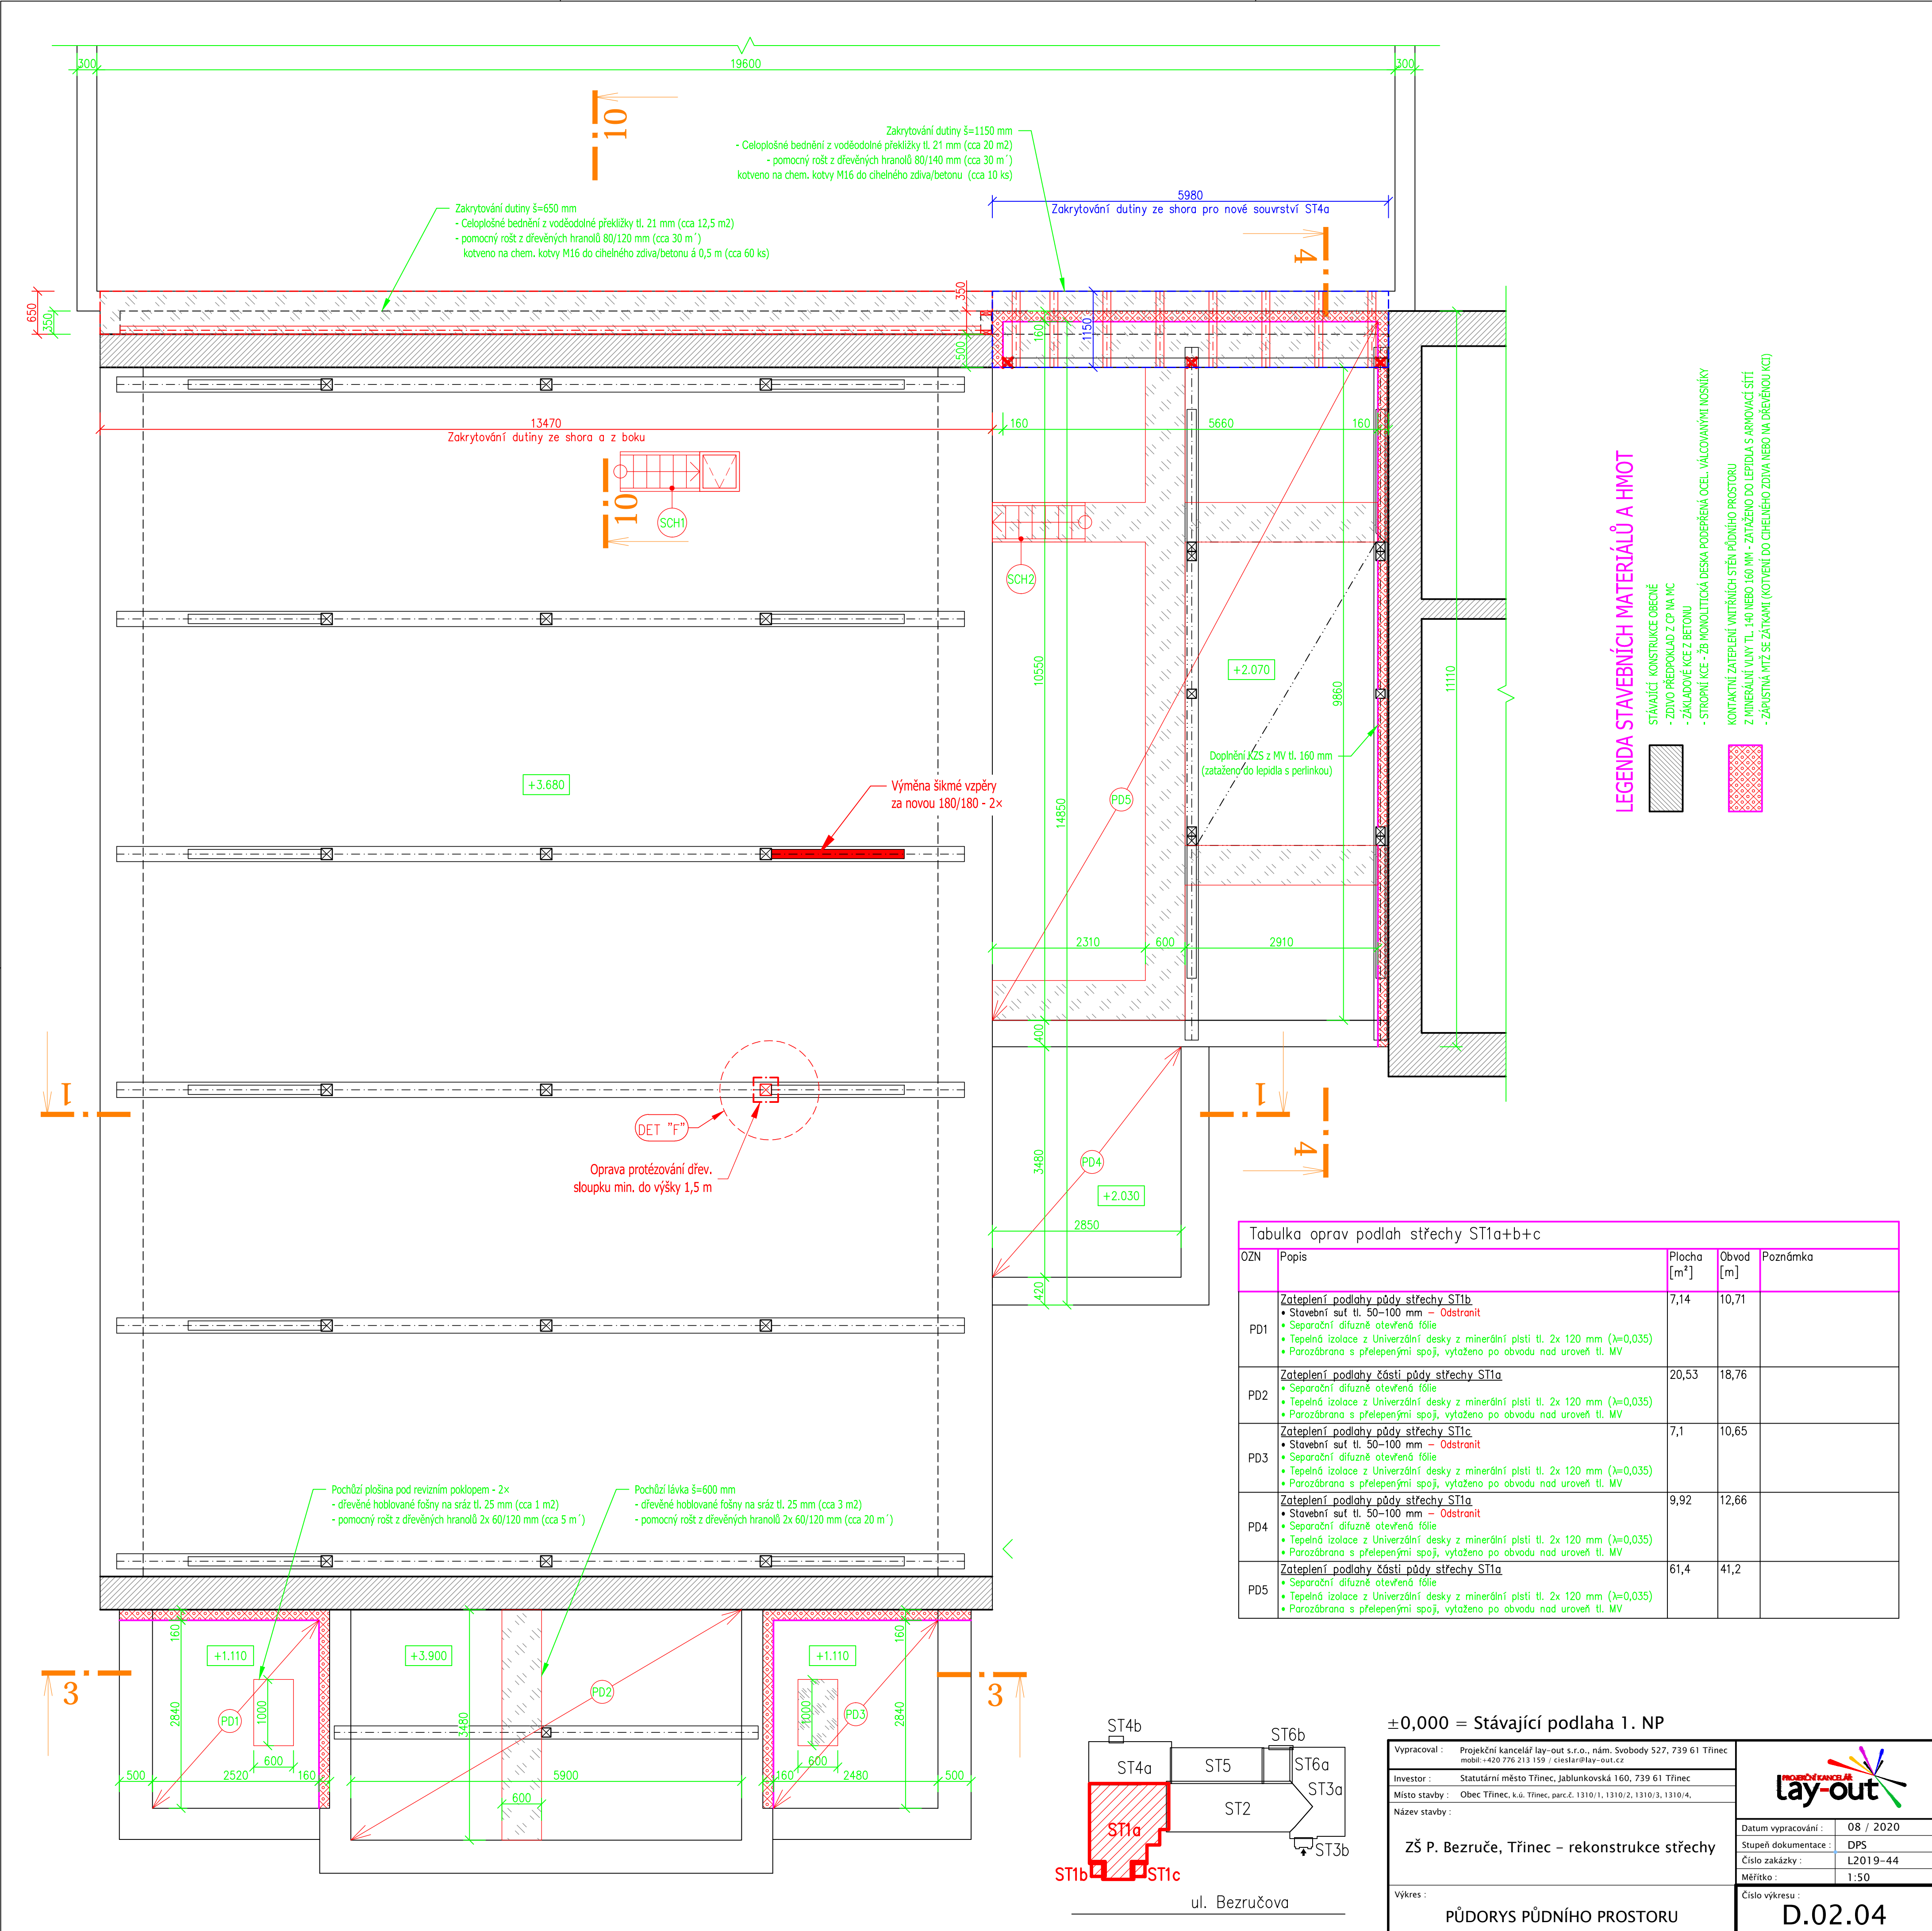 300
19600
300
10
Zakrytování dutiny š=1150 mm
- Celoplošné bednění z voděodolné překližky tl. 21 mm (cca 20 m2)
- pomocný rošt z dřevěných hranolů 80/140 mm (cca 30 m´)
kotveno na chem. kotvy M16 do cihelného zdiva/betonu (cca 10 ks)
Zakrytování dutiny š=650 mm
- Celoplošné bednění z voděodolné překližky tl. 21 mm (cca 12,5 m2)
- pomocný rošt z dřevěných hranolů 80/120 mm (cca 30 m´)
kotveno na chem. kotvy M16 do cihelného zdiva/betonu á 0,5 m (cca 60 ks)
5980
Zakrytování dutiny ze shora pro nové souvrství ST4a
4
650
350
350
500
160
1150
13470
Zakrytování dutiny ze shora a z boku
160
5660
160
10
SCH1
SCH2
+2.070
10550
14850
9860
11110
Doplnění KZS z MV tl. 160 mm
(zataženo do lepidla s perlinkou)
+3.680
Výměna šikmé vzpěry
za novou 180/180 - 2×
PD5
2310
600
2910
400
1
1
4
DET "F"
Oprava protézování dřev.
sloupku min. do výšky 1,5 m
3480
PD4
+2.030
2850
420
LEGENDA STAVEBNÍCH MATERIÁLŮ A HMOT
STÁVAJÍCÍ KONSTRUKCE OBECNĚ
- ZDIVO PŘEDPOKLAD Z CP NA MC
- ZÁKLADOVÉ KCE Z BETONU
- STROPNÍ KCE - ŽB MONOLITICKÁ DESKA PODEPŘENÁ OCEL. VÁLCOVANÝMI NOSNÍKY
KONTAKTNÍ ZATEPLENÍ VNITŘNÍCH STĚN PŮDNÍHO PROSTORU
Z MINERÁLNÍ VLNY TL. 140 NEBO 160 MM - ZATAŽENO DO LEPIDLA S ARMOVACÍ SÍTÍ
- ZÁPUSTNÁ MTŽ SE ZÁTKAMI (KOTVENÍ DO CIHELNÉHO ZDIVA NEBO NA DŘEVĚNOU KCI)
Tabulka oprav podlah střechy ST1a+b+c
OZN Popis Plocha [m²] Obvod [m] Poznámka
PD1 7,14 10,71
Zateplení podlahy půdy střechy ST1b
• Stavební suť tl. 50-100 mm - Odstranit
• Separační difuzně otevřená fólie
• Tepelná izolace z Univerzální desky z minerální plsti tl. 2x 120 mm (λ=0,035)
• Parozábrana s přelepenými spoji, vytaženo po obvodu nad uroveň tl. MV
PD2 20,53 18,76
Zateplení podlahy části půdy střechy ST1a
• Separační difuzně otevřená fólie
• Tepelná izolace z Univerzální desky z minerální plsti tl. 2x 120 mm (λ=0,035)
• Parozábrana s přelepenými spoji, vytaženo po obvodu nad uroveň tl. MV
PD3 7,1 10,65
Zateplení podlahy půdy střechy ST1c
• Stavební suť tl. 50-100 mm - Odstranit
• Separační difuzně otevřená fólie
• Tepelná izolace z Univerzální desky z minerální plsti tl. 2x 120 mm (λ=0,035)
• Parozábrana s přelepenými spoji, vytaženo po obvodu nad uroveň tl. MV
PD4 9,92 12,66
Zateplení podlahy půdy střechy ST1a
• Stavební suť tl. 50-100 mm - Odstranit
• Separační difuzně otevřená fólie
• Tepelná izolace z Univerzální desky z minerální plsti tl. 2x 120 mm (λ=0,035)
• Parozábrana s přelepenými spoji, vytaženo po obvodu nad uroveň tl. MV
PD5 61,4 41,2
Zateplení podlahy části půdy střechy ST1a
• Separační difuzně otevřená fólie
• Tepelná izolace z Univerzální desky z minerální plsti tl. 2x 120 mm (λ=0,035)
• Parozábrana s přelepenými spoji, vytaženo po obvodu nad uroveň tl. MV
Pochůzí plošina pod revizním poklopem - 2×
- dřevěné hoblované fošny na sráz tl. 25 mm (cca 1 m2)
- pomocný rošt z dřevěných hranolů 2x 60/120 mm (cca 5 m´)
Pochůzí lávka š=600 mm
- dřevěné hoblované fošny na sráz tl. 25 mm (cca 3 m2)
- pomocný rošt z dřevěných hranolů 2x 60/120 mm (cca 20 m´)
160
+1.110
+3.900
160
+1.110
3
3
2840
PD1
1000
600
3480
PD2
1000
600
PD3
2840
500
2520
160
5900
600
160
2480
500
ST4b
ST4a
ST5
ST6b
ST6a
ST3a
ST2
ST1a
ST3b
ST1b
ST1c
ul. Bezručova
±0,000 = Stávající podlaha 1. NP
Vypracoval : Projekční kancelář lay-out s.r.o., nám. Svobody 527, 739 61 Třinec
mobil:+420 776 213 159 / cieslar@lay-out.cz
Investor : Statutární město Třinec, Jablunkovská 160, 739 61 Třinec
Místo stavby : Obec Třinec, k.ú. Třinec, parc.č. 1310/1, 1310/2, 1310/3, 1310/4,
Název stavby :
ZŠ P. Bezruče, Třinec - rekonstrukce střechy
Výkres :
PŮDORYS PŮDNÍHO PROSTORU
PROJEKČNÍ KANCELÁŘ
lay-out
Datum vypracování : 08 / 2020
Stupeň dokumentace : DPS
Číslo zakázky : L2019-44
Měřítko : 1:50
Číslo výkresu :
D.02.04